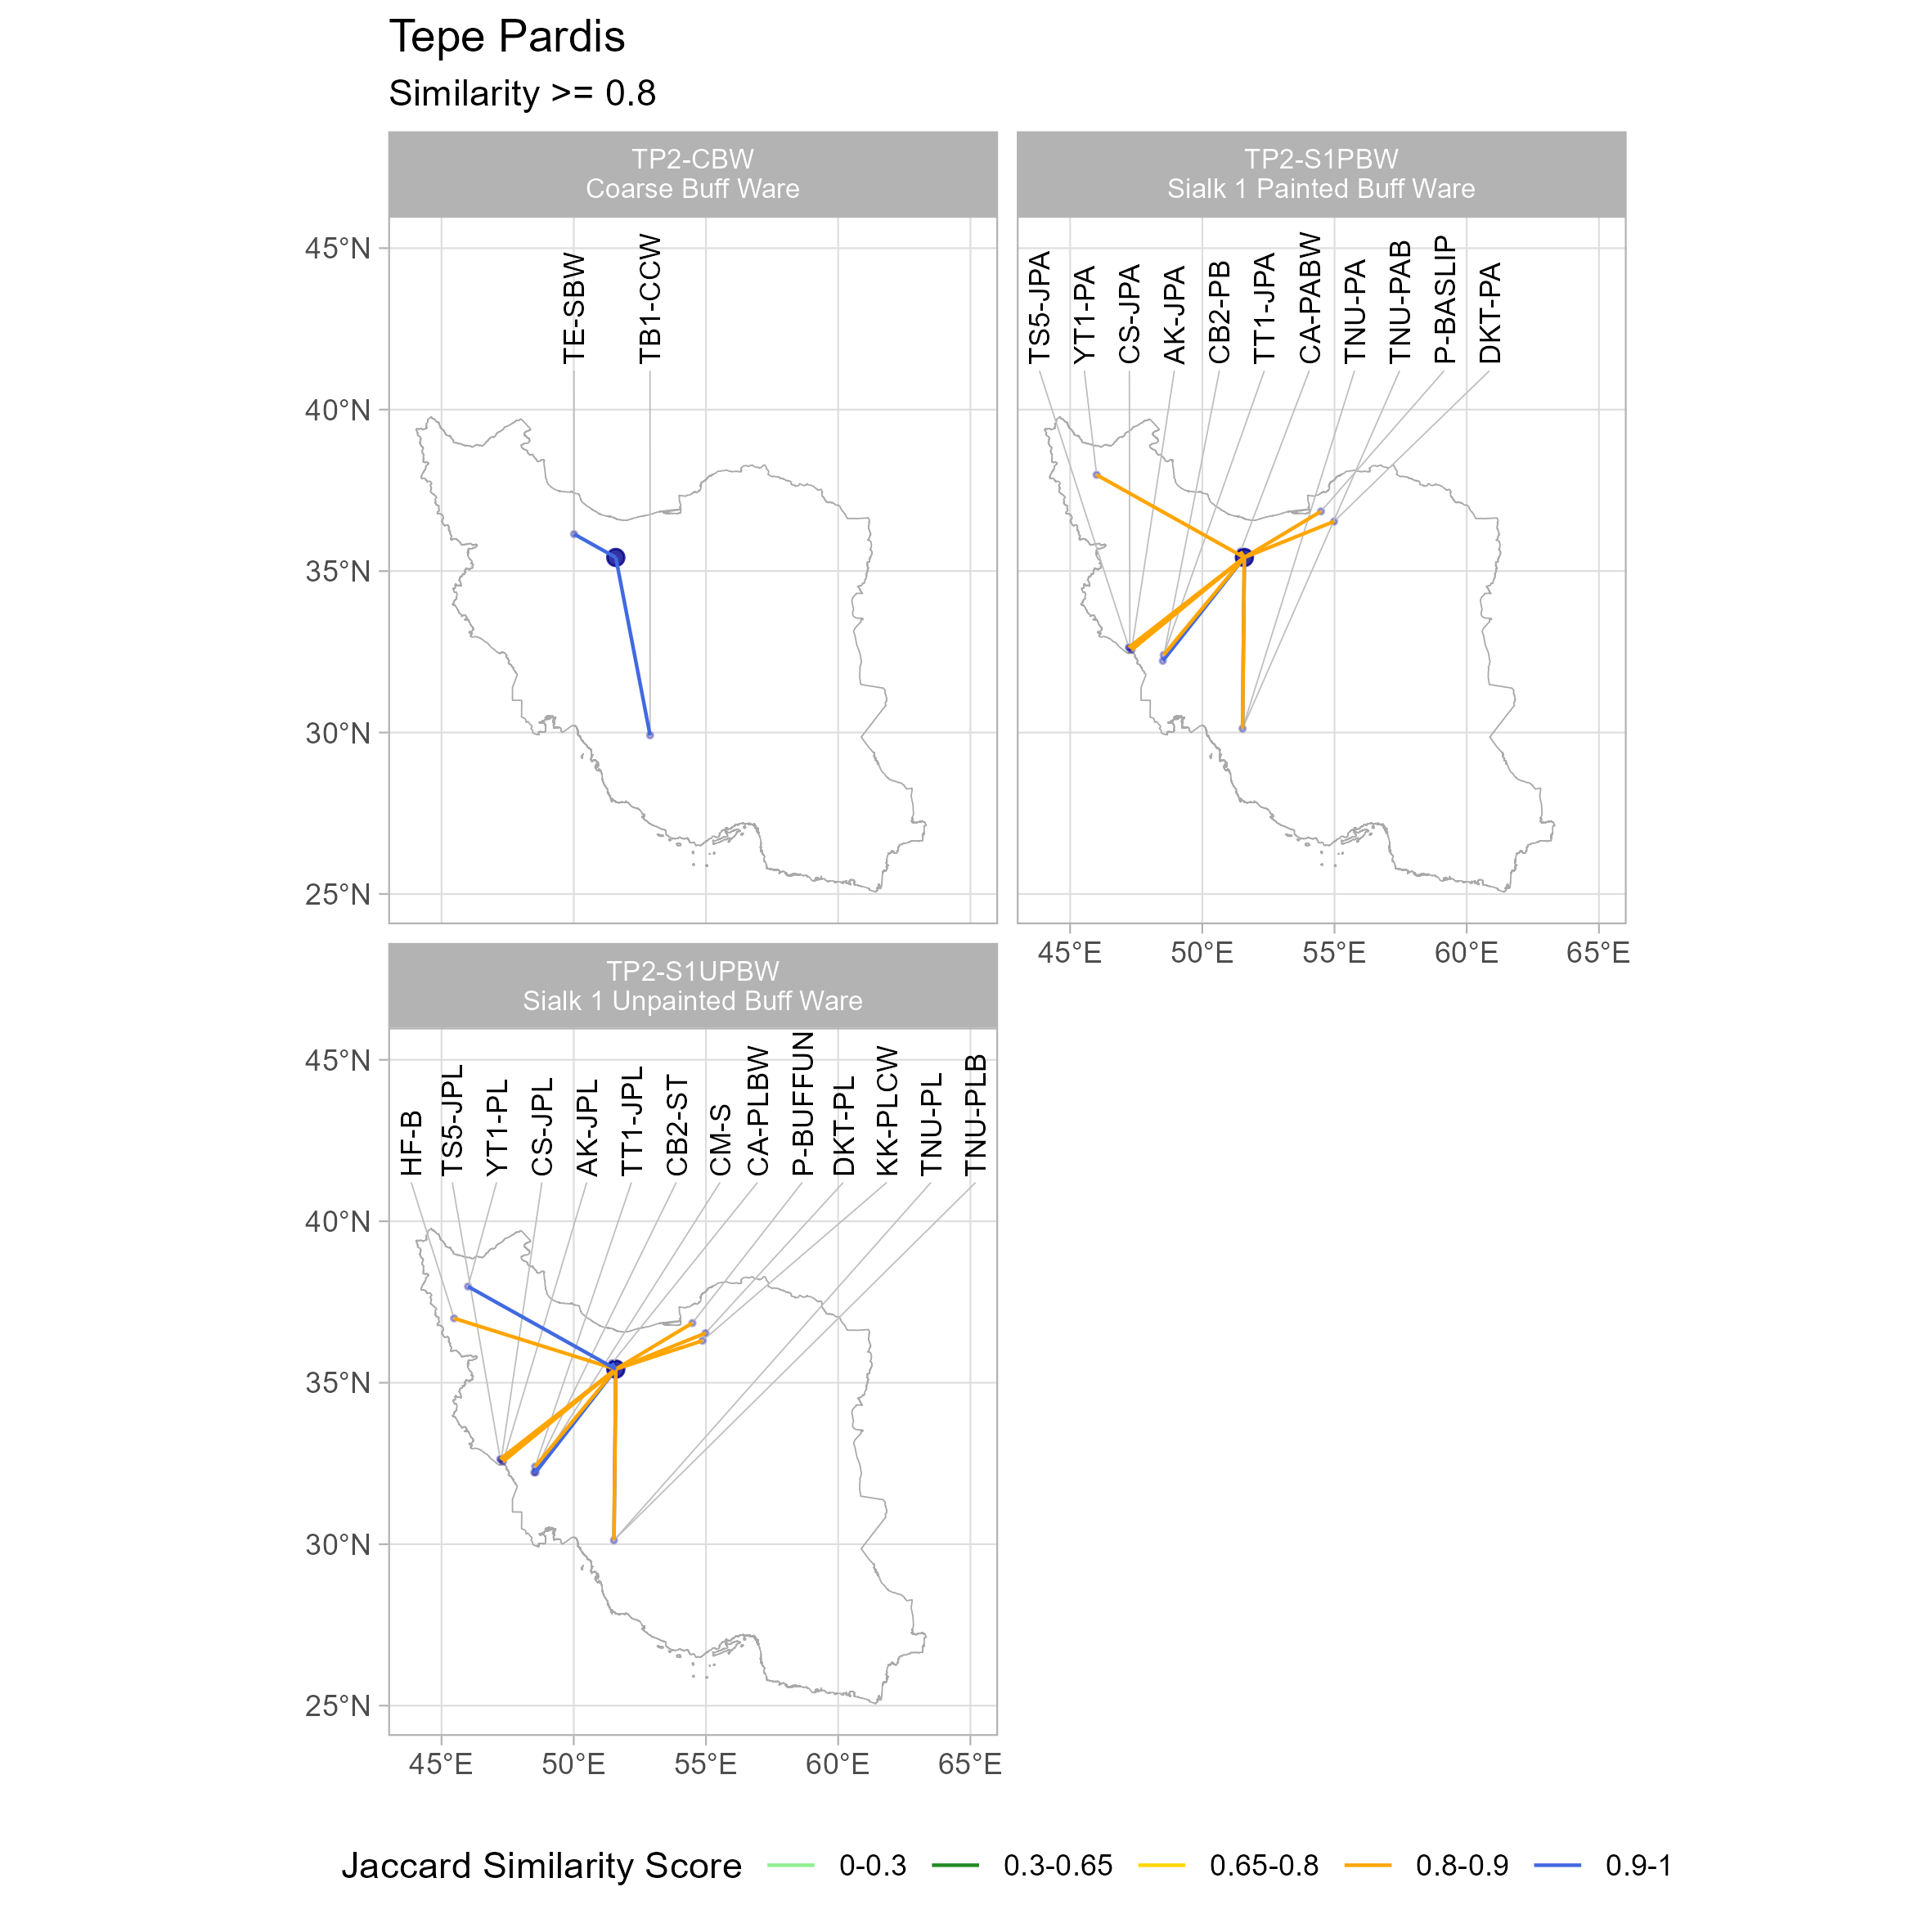 Tepe Pardis
Similarity >= 0.8
TP2-CBW
Coarse Buff Ware
TP2-S1PBW
Sialk 1 Painted Buff Ware
45°N
40°N
35°N
30°N
25°N
TE-SBW
TB1-CCW
TS5-JPA
YT1-PA
CS-JPA
AK-JPA
CB2-PB
TT1-JPA
CA-PABW
TNU-PA
TNU-PAB
P-BASLIP
DKT-PA
45°E
50°E
55°E
60°E
65°E
TP2-S1UPBW
Sialk 1 Unpainted Buff Ware
45°N
40°N
35°N
30°N
25°N
HF-B
TS5-JPL
YT1-PL
CS-JPL
AK-JPL
TT1-JPL
CB2-ST
CM-S
CA-PLBW
P-BUFFUN
DKT-PL
KK-PLCW
TNU-PL
TNU-PLB
45°E
50°E
55°E
60°E
65°E
Jaccard Similarity Score 0-0.3 0.3-0.65 0.65-0.8 0.8-0.9 0.9-1